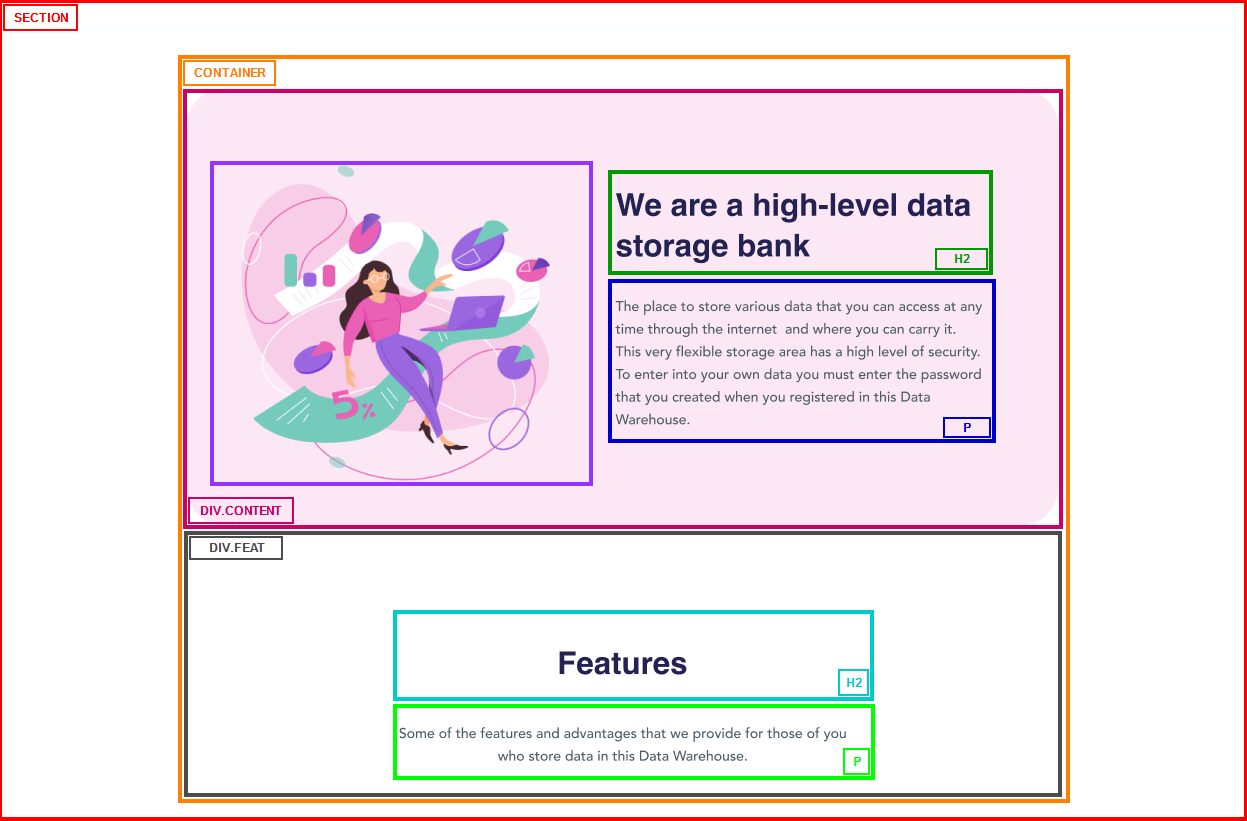 SECTION
CONTAINER
We are a high-level data
storage bank
H2
The place to store various data that you can access at any
time through the internet  and where you can carry it.
This very flexible storage area has a high level of security.
To enter into your own data you must enter the password
that you created when you registered in this Data
Warehouse.
P
5%
DIV.CONTENT
DIV.FEAT
Features
H2
Some of the features and advantages that we provide for those of you
who store data in this Data Warehouse.
P